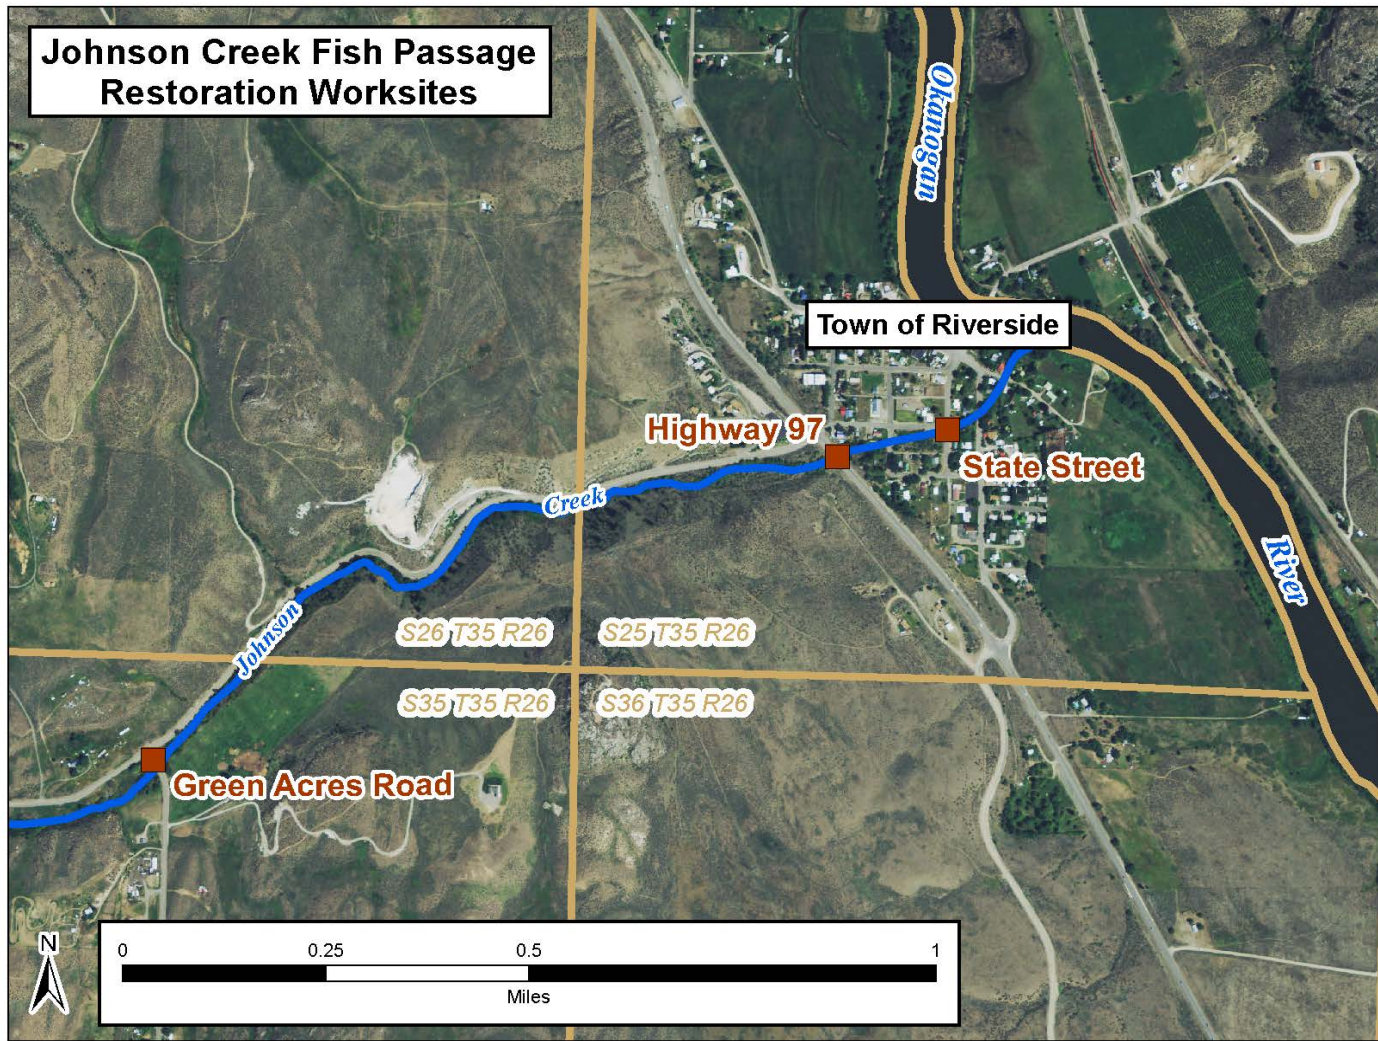 Johnson Creek Fish Passage
Restoration Worksites
Okanogan
Town of Riverside
Highway 97
State Street
Creek
River
Johnson
S26 T35 R26
S25 T35 R26
S35 T35 R26
S36 T35 R26
Green Acres Road
N
0 0.25 0.5 1
Miles